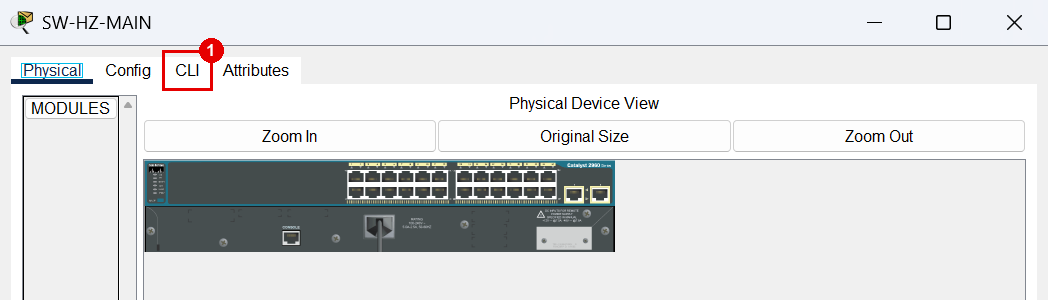 SW-HZ-MAIN
1
Physical Config CLI Attributes
MODULES
Physical Device View
Zoom In Original Size Zoom Out
Catalyst 2960
CONSOLE